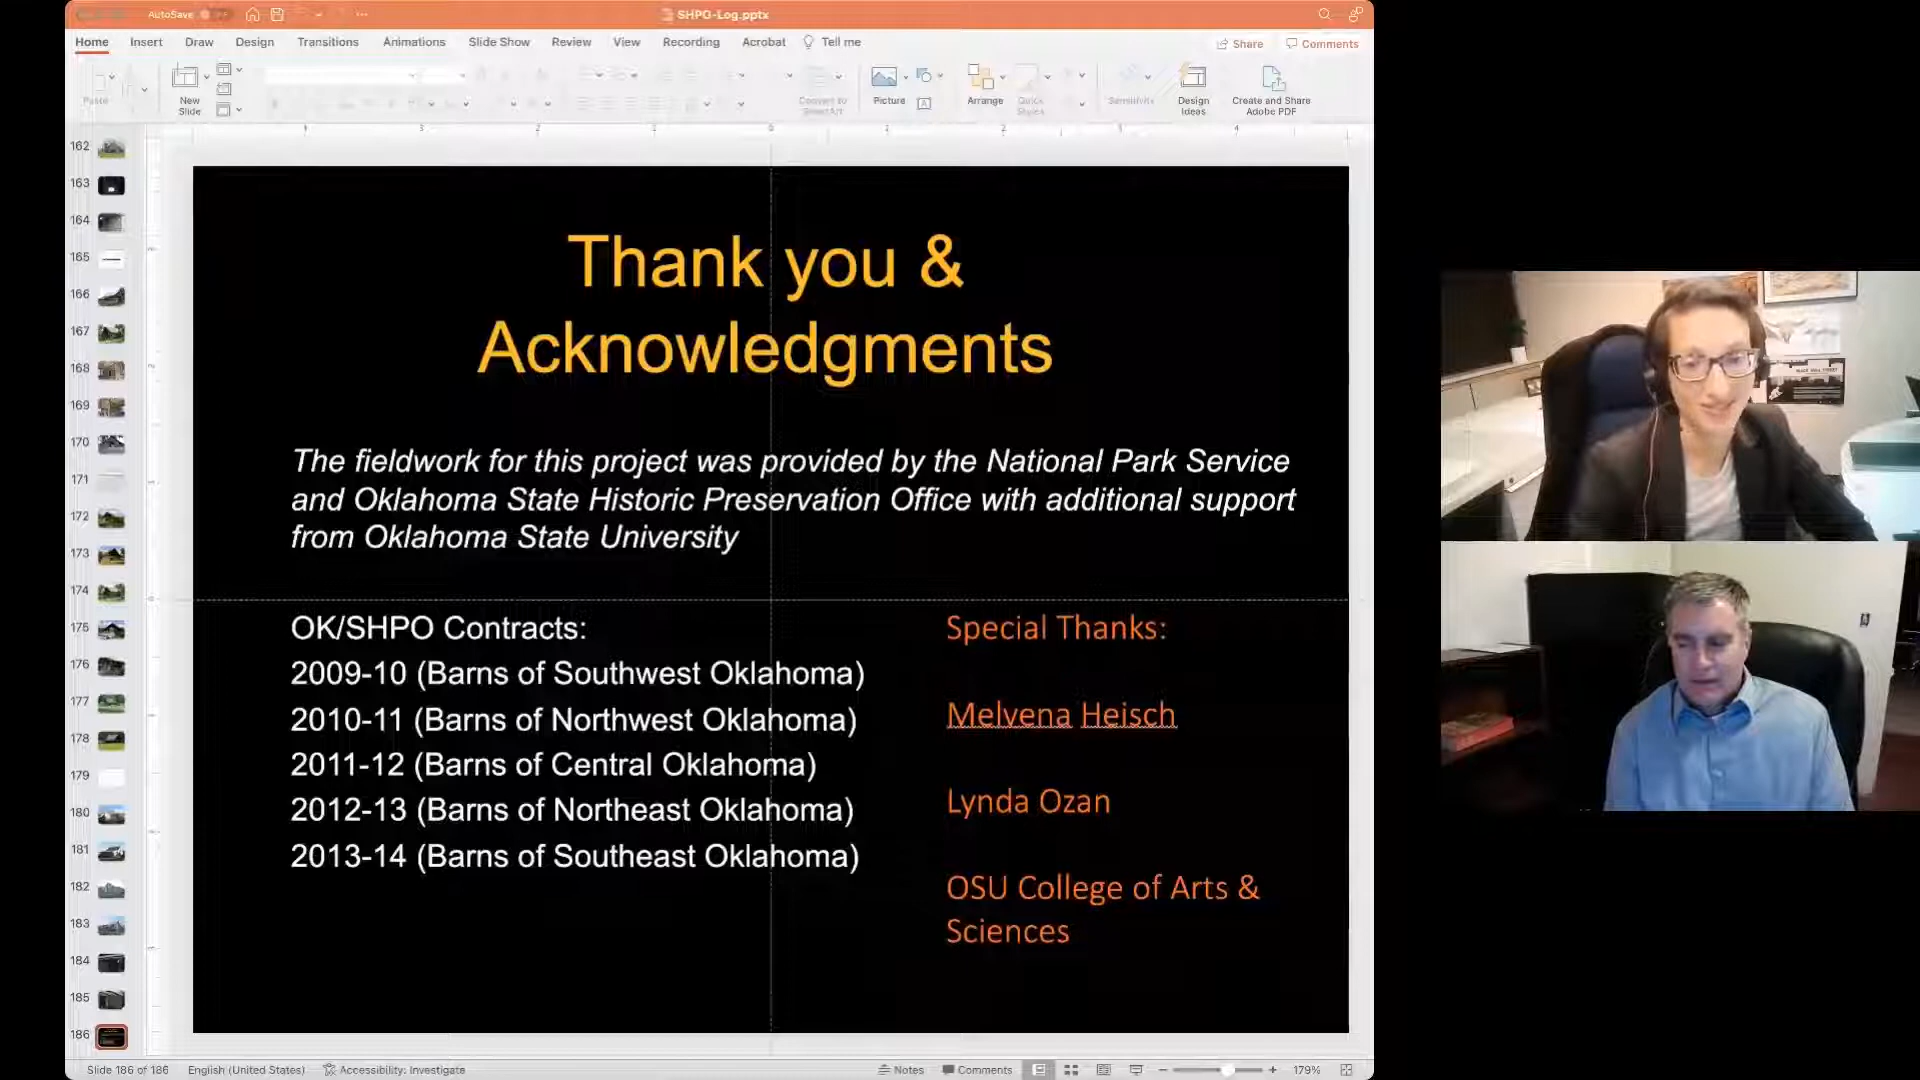 AutoSave
SHPO-Log.pptx
Home Insert Draw Design Transitions Animations Slide Show Review View Recording Acrobat Tell me
Share Comments
Paste New Slide Convert to SmartArt Picture Arrange Quick Styles Sensitivity Design Ideas Create and Share Adobe PDF
162
163
164
165
166
167
168
169
170
171
172
173
174
175
176
177
178
179
180
181
182
183
184
185
186
Thank you &
Acknowledgments
The fieldwork for this project was provided by the National Park Service
and Oklahoma State Historic Preservation Office with additional support
from Oklahoma State University
OK/SHPO Contracts:
2009-10 (Barns of Southwest Oklahoma)
2010-11 (Barns of Northwest Oklahoma)
2011-12 (Barns of Central Oklahoma)
2012-13 (Barns of Northeast Oklahoma)
2013-14 (Barns of Southeast Oklahoma)
Special Thanks:
Melvena Heisch
Lynda Ozan
OSU College of Arts &
Sciences
Slide 186 of 186 English (United States) Accessibility: Investigate Notes Comments 179%